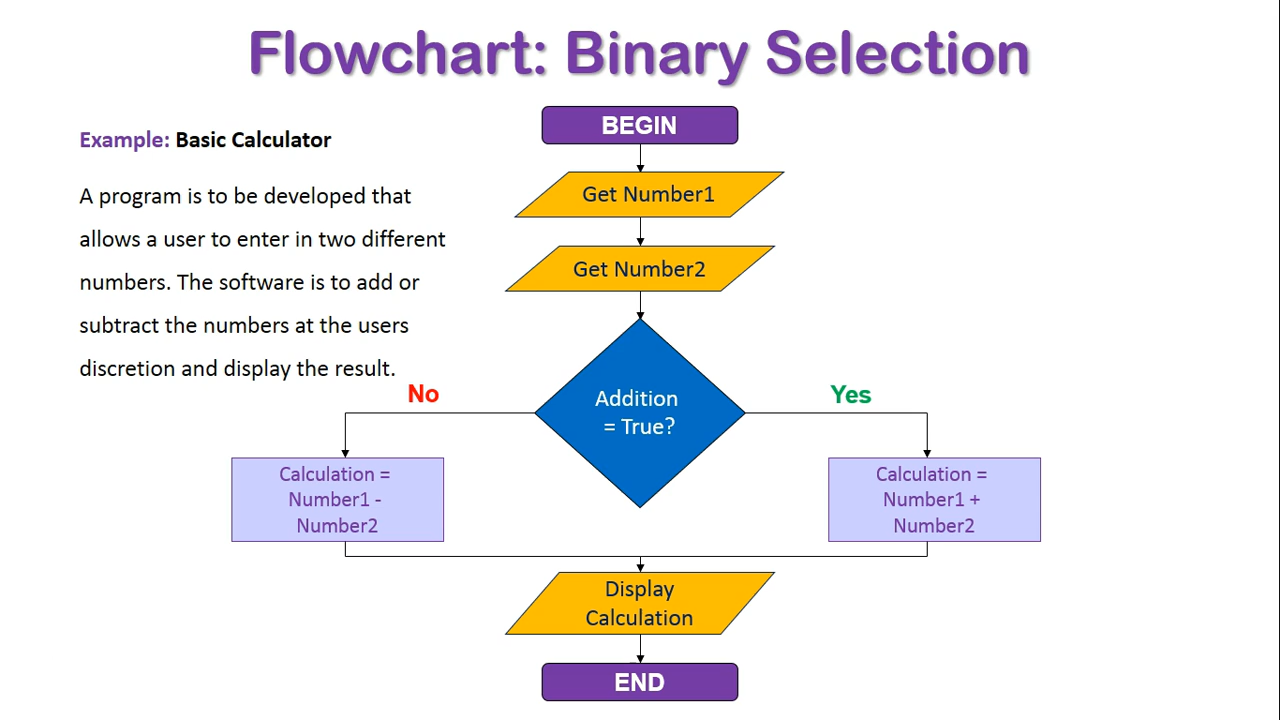 Flowchart: Binary Selection
Example: Basic Calculator
A program is to be developed that
allows a user to enter in two different
numbers. The software is to add or
subtract the numbers at the users
discretion and display the result.
BEGIN
Get Number1
Get Number2
Addition
= True?
No
Yes
Calculation =
Number1 -
Number2
Calculation =
Number1 +
Number2
Display
Calculation
END